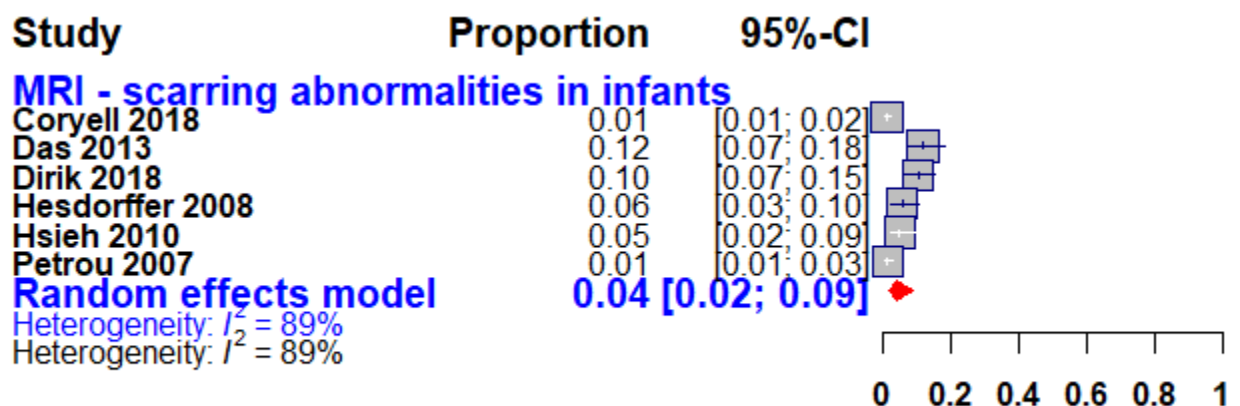 Study Proportion 95%-CI
MRI - scarring abnormalities in infants
Coryell 2018 0.01 [0.01; 0.02]
Das 2013 0.12 [0.07; 0.18]
Dirik 2018 0.10 [0.07; 0.15]
Hesdorffer 2008 0.06 [0.03; 0.10]
Hsieh 2010 0.05 [0.02; 0.09]
Petrou 2007 0.01 [0.01; 0.03]
Random effects model 0.04 [0.02; 0.09]
Heterogeneity: I² = 89%
Heterogeneity: I² = 89%
0 0.2 0.4 0.6 0.8 1